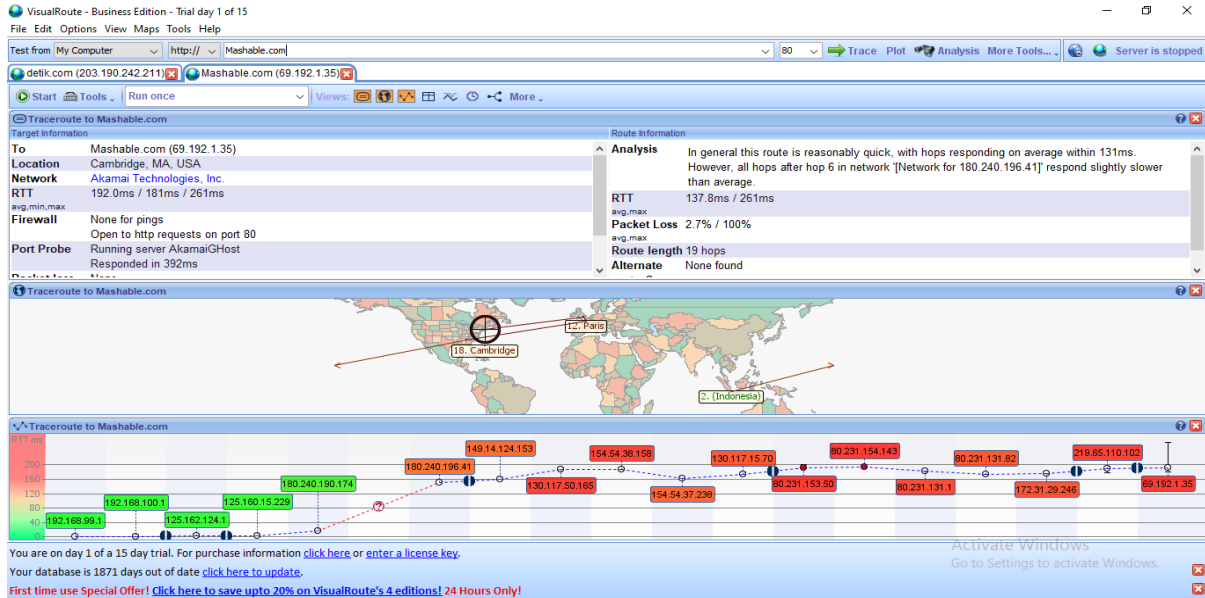 VisualRoute - Business Edition - Trial day 1 of 15
File Edit Options View Maps Tools Help
Test from My Computer http:// Mashable.com 80 Trace Plot Analysis More Tools... Server is stopped
detik.com (203.190.242.211) Mashable.com (69.192.1.35)
Start Tools Run once Views: More
Traceroute to Mashable.com
Target Information
To Mashable.com (69.192.1.35)
Location Cambridge, MA, USA
Network Akamai Technologies, Inc.
RTT 192.0ms / 181ms / 261ms
avg,min,max
Firewall None for pings
Open to http requests on port 80
Port Probe Running server AkamaiGHost
Responded in 392ms
Packet loss None
Route Information
Analysis In general this route is reasonably quick, with hops responding on average within 131ms.
However, all hops after hop 6 in network '[Network for 180.240.196.41]' respond slightly slower
than average.
RTT 137.8ms / 261ms
avg,max
Packet Loss 2.7% / 100%
avg,max
Route length 19 hops
Alternate None found
Traceroute to Mashable.com
12. Paris
18. Cambridge
2. (Indonesia)
Traceroute to Mashable.com
RTT ms
200
160
120
80
40
0
192.168.99.1
192.168.100.1
125.162.124.1
125.160.15.229
180.240.190.174
?
180.240.196.41
149.14.124.153
130.117.50.165
154.54.38.158
154.54.37.238
130.117.15.70
80.231.153.50
80.231.154.143
80.231.131.1
80.231.131.82
172.31.29.246
219.65.110.102
69.192.1.35
You are on day 1 of a 15 day trial. For purchase information click here or enter a license key.
Your database is 1871 days out of date click here to update.
First time use Special Offer! Click here to save upto 20% on VisualRoute's 4 editions! 24 Hours Only!
Activate Windows
Go to Settings to activate Windows.